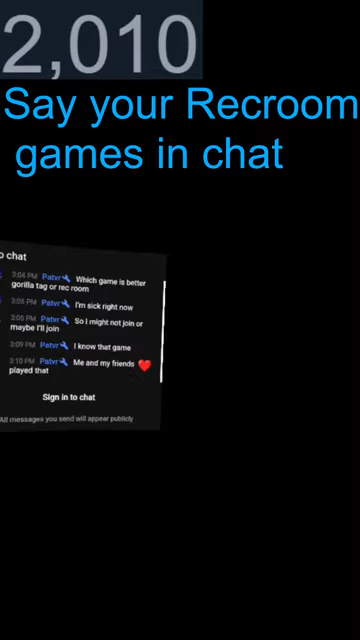 2,010
Say your Recroom
games in chat
o chat
3:04 PM Patvr Which game is better
gorilla tag or rec room
3:05 PM Patvr I'm sick right now
3:05 PM Patvr So I might not join or
maybe I'll join
3:09 PM Patvr I know that game
3:10 PM Patvr Me and my friends ❤️
played that
Sign in to chat
All messages you send will appear publicly